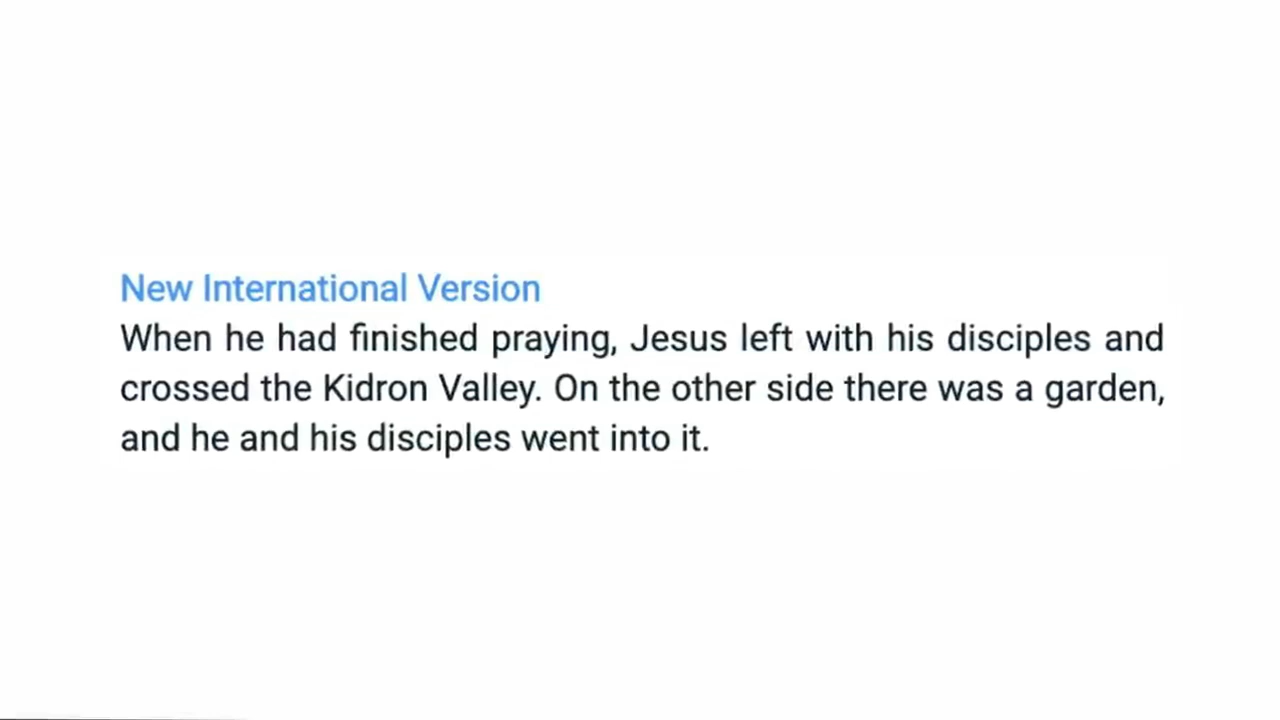 New International Version
When he had finished praying, Jesus left with his disciples and
crossed the Kidron Valley. On the other side there was a garden,
and he and his disciples went into it.